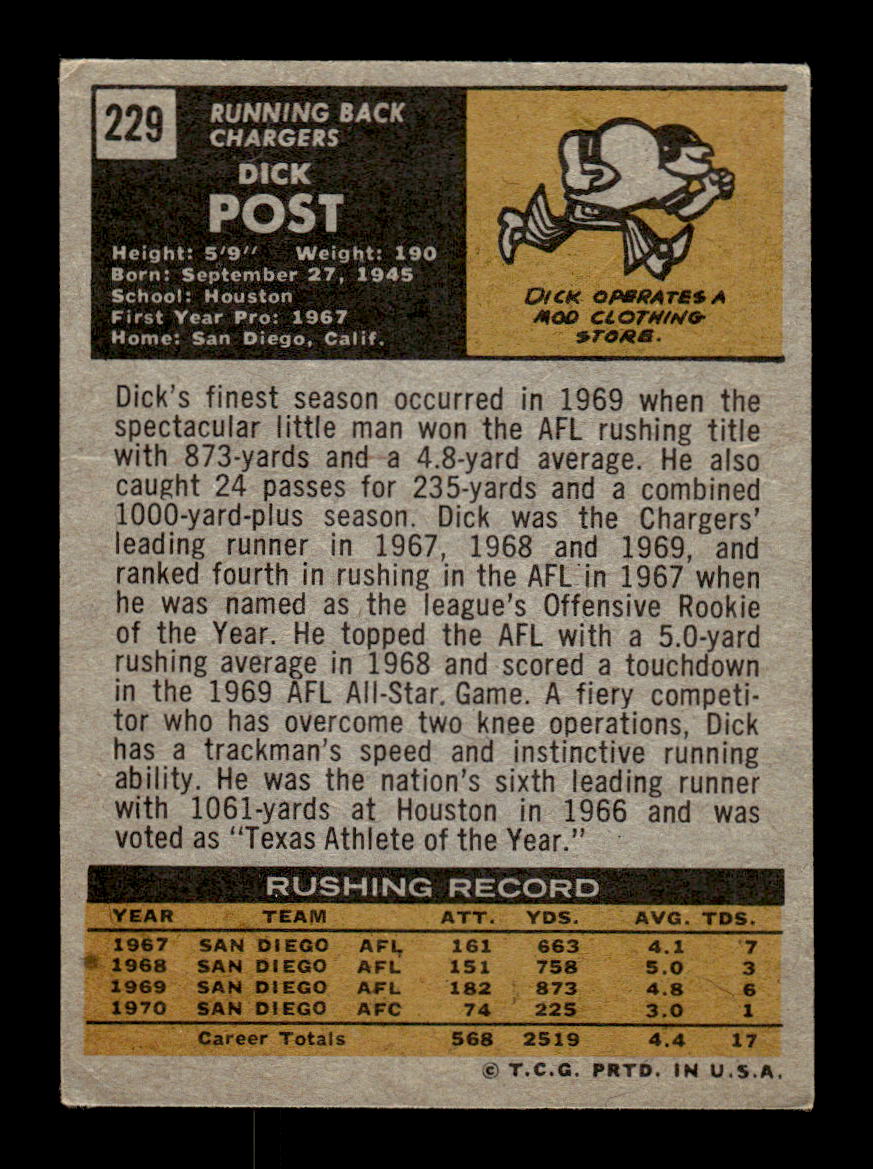 229
RUNNING BACK
CHARGERS
DICK
POST
Height: 5'9" Weight: 190
Born: September 27, 1945
School: Houston
First Year Pro: 1967
Home: San Diego, Calif.
DICK OPERATES A
MOD CLOTHING
STORE.
Dick's finest season occurred in 1969 when the
spectacular little man won the AFL rushing title
with 873-yards and a 4.8-yard average. He also
caught 24 passes for 235-yards and a combined
1000-yard-plus season. Dick was the Chargers'
leading runner in 1967, 1968 and 1969, and
ranked fourth in rushing in the AFL in 1967 when
he was named as the league's Offensive Rookie
of the Year. He topped the AFL with a 5.0-yard
rushing average in 1968 and scored a touchdown
in the 1969 AFL All-Star Game. A fiery competi-
tor who has overcome two knee operations, Dick
has a trackman's speed and instinctive running
ability. He was the nation's sixth leading runner
with 1061-yards at Houston in 1966 and was
voted as "Texas Athlete of the Year."
RUSHING RECORD
YEAR TEAM ATT. YDS. AVG. TDS.
1967 SAN DIEGO AFL 161 663 4.1 7
1968 SAN DIEGO AFL 151 758 5.0 3
1969 SAN DIEGO AFL 182 873 4.8 6
1970 SAN DIEGO AFC 74 225 3.0 1
Career Totals 568 2519 4.4 17
© T.C.G. PRTD. IN U.S.A.